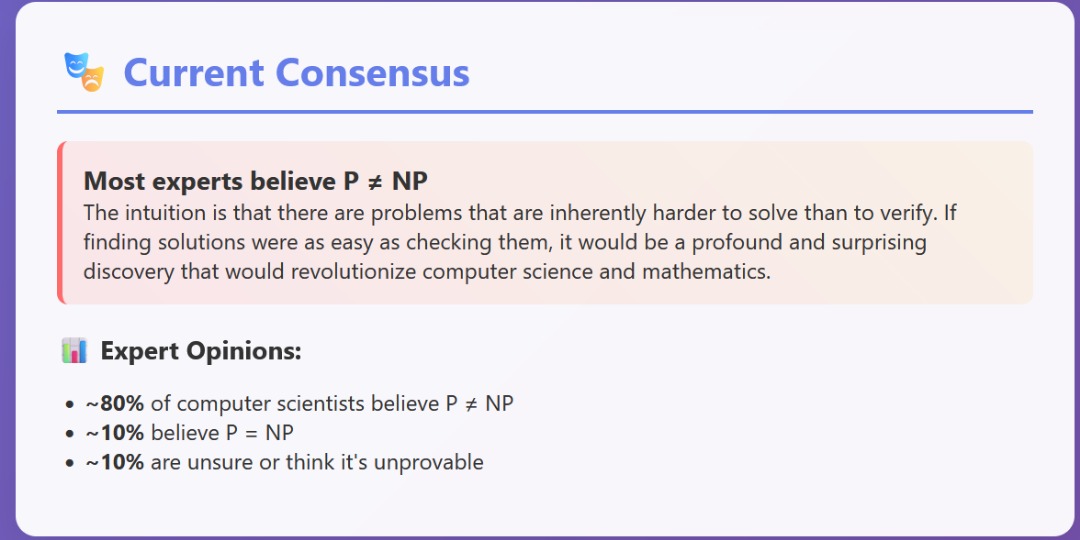 Current Consensus
Most experts believe P ≠ NP
The intuition is that there are problems that are inherently harder to solve than to verify. If
finding solutions were as easy as checking them, it would be a profound and surprising
discovery that would revolutionize computer science and mathematics.
Expert Opinions:
• ~80% of computer scientists believe P ≠ NP
• ~10% believe P = NP
• ~10% are unsure or think it's unprovable